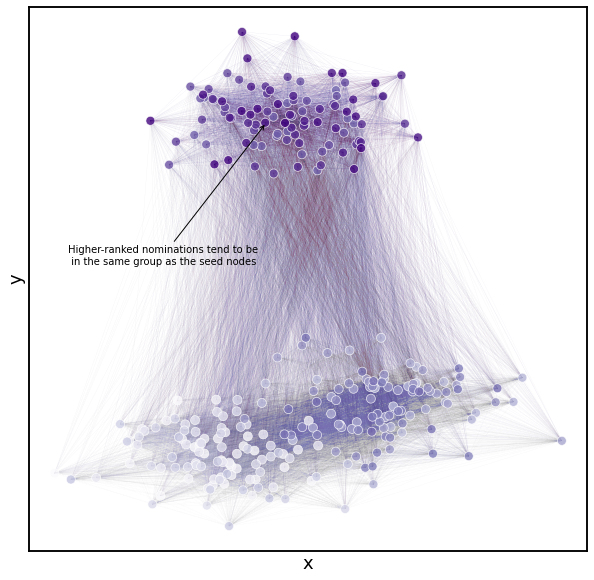 Higher-ranked nominations tend to be
in the same group as the seed nodes
y
x